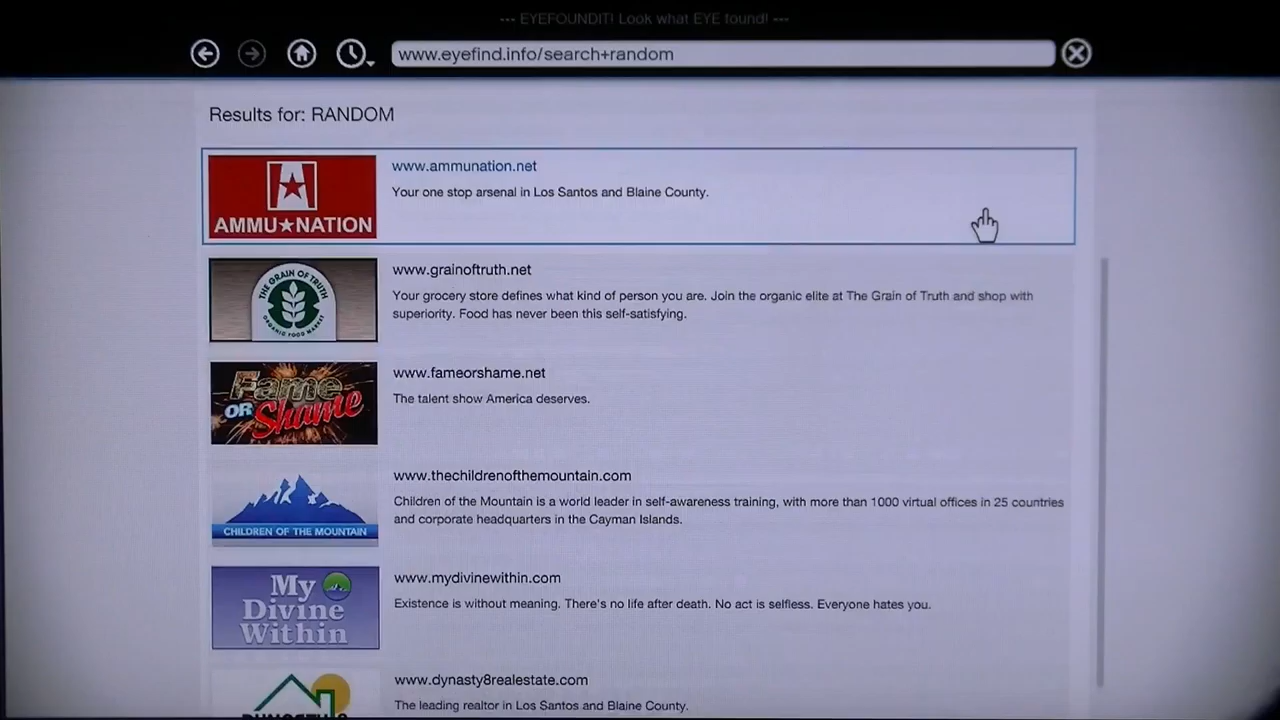 --- EYEFOUNDIT! Look what EYE found! ---
www.eyefind.info/search+random
Results for: RANDOM
AMMU★NATION
www.ammunation.net
Your one stop arsenal in Los Santos and Blaine County.
THE GRAIN OF TRUTH
ORGANIC FOOD MARKET
www.grainoftruth.net
Your grocery store defines what kind of person you are. Join the organic elite at The Grain of Truth and shop with
superiority. Food has never been this self-satisfying.
Fame
OR Shame
www.fameorshame.net
The talent show America deserves.
CHILDREN OF THE MOUNTAIN
www.thechildrenofthemountain.com
Children of the Mountain is a world leader in self-awareness training, with more than 1000 virtual offices in 25 countries
and corporate headquarters in the Cayman Islands.
My
Divine
Within
www.mydivinewithin.com
Existence is without meaning. There's no life after death. No act is selfless. Everyone hates you.
DYNASTY 8
www.dynasty8realestate.com
The leading realtor in Los Santos and Blaine County.